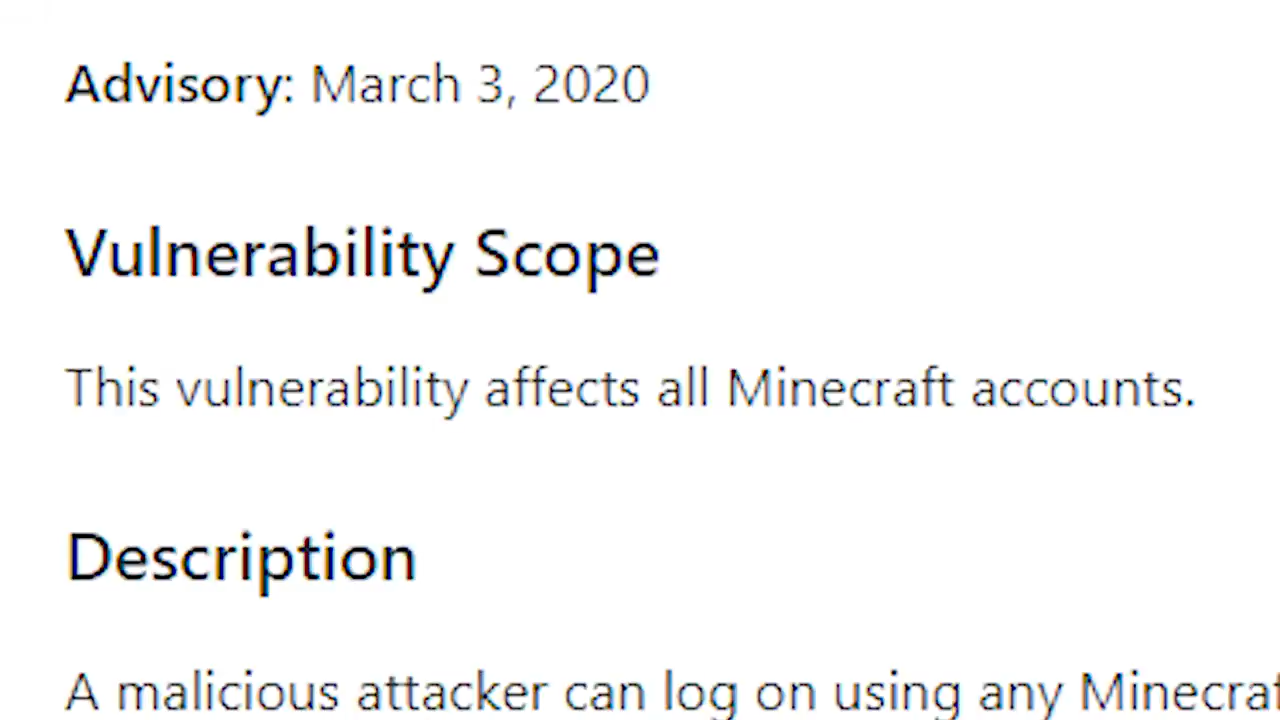 Advisory: March 3, 2020
Vulnerability Scope
This vulnerability affects all Minecraft accounts.
Description
A malicious attacker can log on using any Minecraf